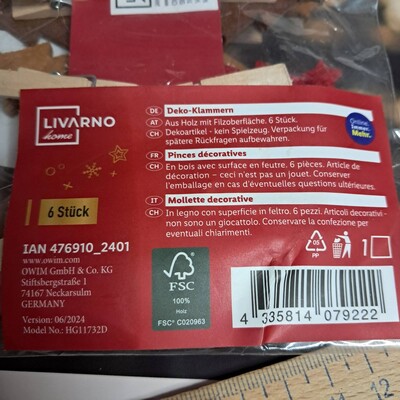 LIVARNO
home
6 Stück
IAN 476910_2401
www.owim.com
OWIM GmbH & Co. KG
Stiftsbergstraße 1
74167 Neckarsulm
GERMANY
Version: 06/2024
Model No.: HG11732D
DE Deko-Klammern
AT Aus Holz mit Filzoberfläche. 6 Stück.
CH Dekoartikel - kein Spielzeug. Verpackung für
spätere Rückfragen aufbewahren.
FR Pinces décoratives
CH En bois avec surface en feutre. 6 pièces. Article de
décoration – ceci n'est pas un jouet. Conserver
l'emballage en cas d'éventuelles questions ultérieures.
IT Mollette decorative
CH In legno con superficie in feltro. 6 pezzi. Articoli decorativi -
non sono un giocattolo. Conservare la confezione per
eventuali chiarimenti.
Online.
Mehr.
FSC
100%
Holz
FSC® C020963
05
PP
1
4 335814 079222